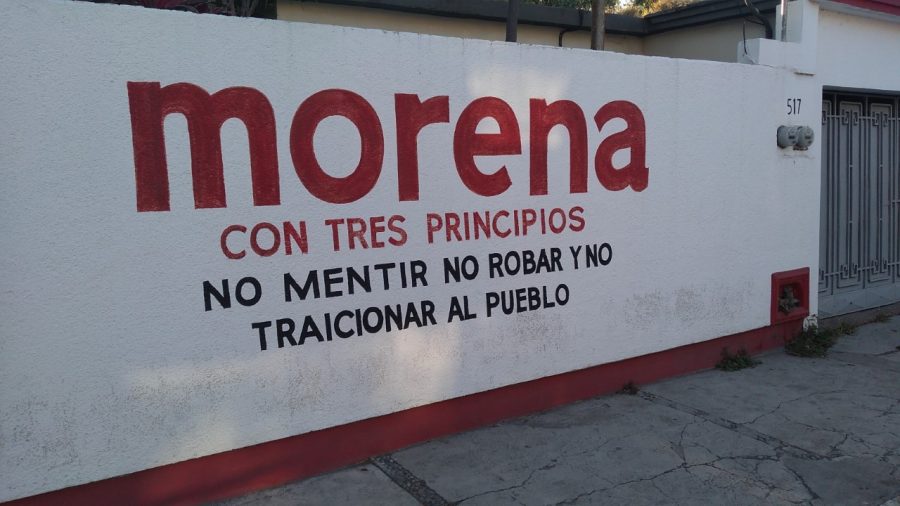 morena
CON TRES PRINCIPIOS
NO MENTIR NO ROBAR Y NO
TRAICIONAR AL PUEBLO
517